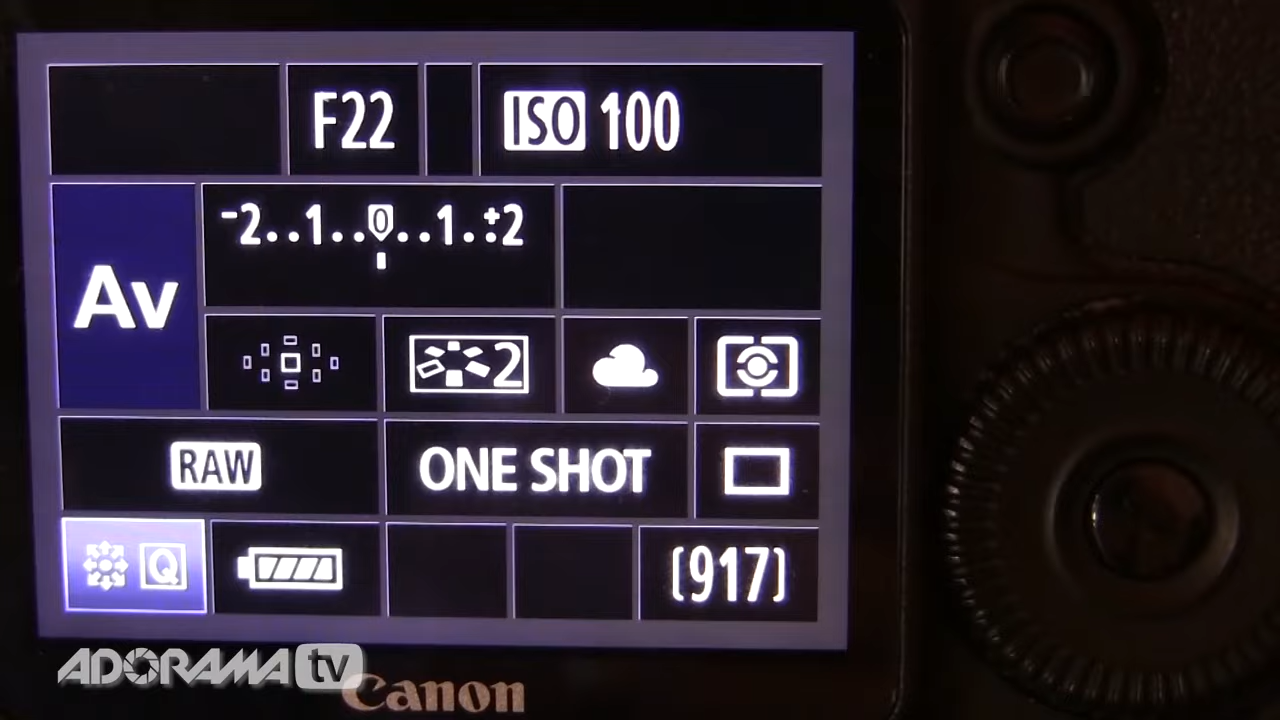 F22
ISO 100
-2..1..0..1..+2
Av
2
RAW
ONE SHOT
Q
(917)
ADORAMA tv
Canon